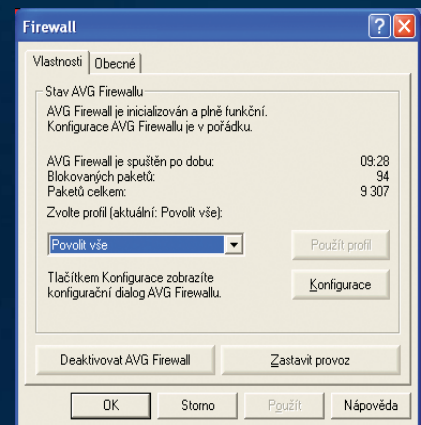 Firewall
Vlastnosti Obecné
Stav AVG Firewallu
AVG Firewall je inicializován a plně funkční.
Konfigurace AVG Firewallu je v pořádku.
AVG Firewall je spuštěn po dobu: 09:28
Blokovaných paketů: 94
Paketů celkem: 9 307
Zvolte profil (aktuální: Povolit vše):
Povolit vše Použít profil
Tlačítkem Konfigurace zobrazíte
konfigurační dialog AVG Firewallu. Konfigurace
Deaktivovat AVG Firewall Zastavit provoz
OK Storno Použít Nápověda